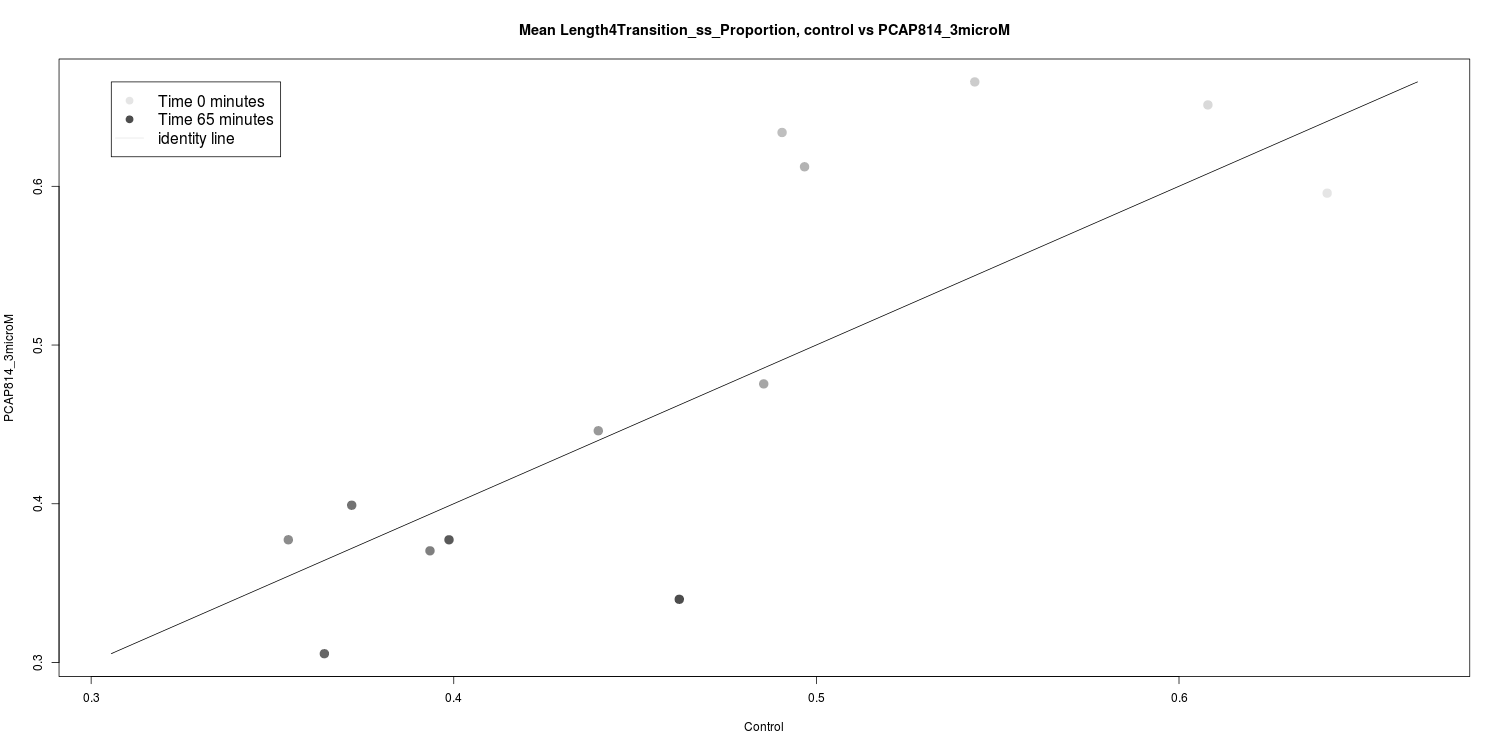 Mean Length4Transition_ss_Proportion, control vs PCAP814_3microM
Time 0 minutes
Time 65 minutes
identity line
PCAP814_3microM
0.6
0.5
0.4
0.3
0.3
0.4
0.5
0.6
Control